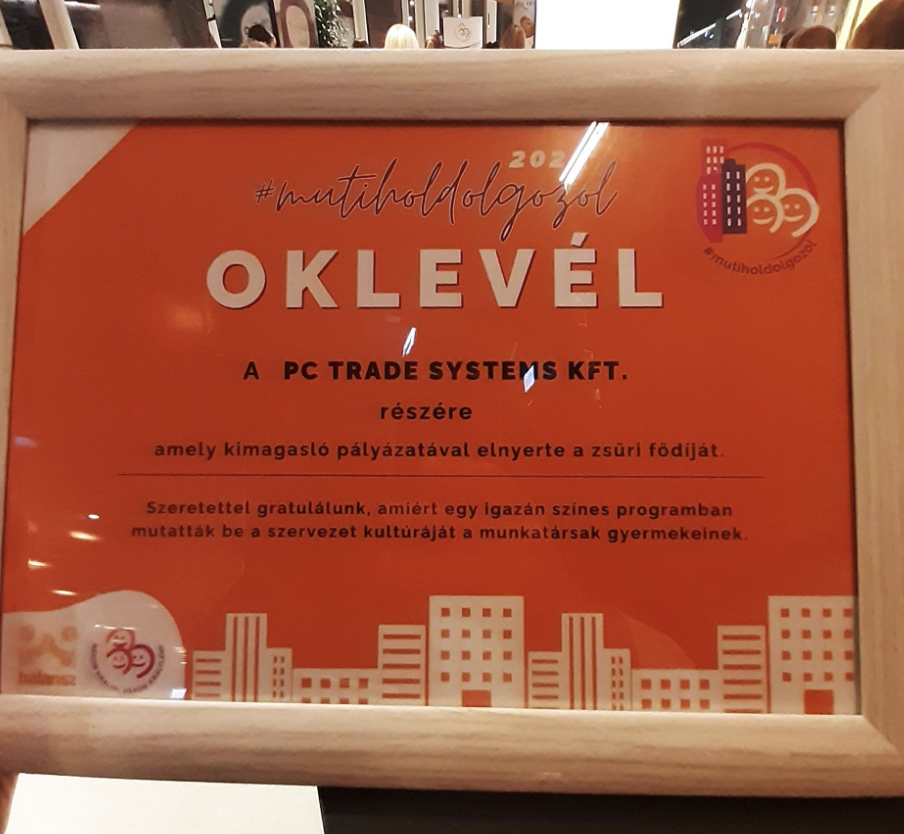 #mutiholdolgozol
OKLEVÉL
A PC TRADE SYSTEMS KFT.
részére
amely kimagasló pályázatával elnyerte a zsűri fődíját.
Szeretettel gratulálunk, amiért egy igazán színes programban
mutatták be a szervezet kultúráját a munkatársak gyermekeinek.
#mutiholdolgozol
balansz